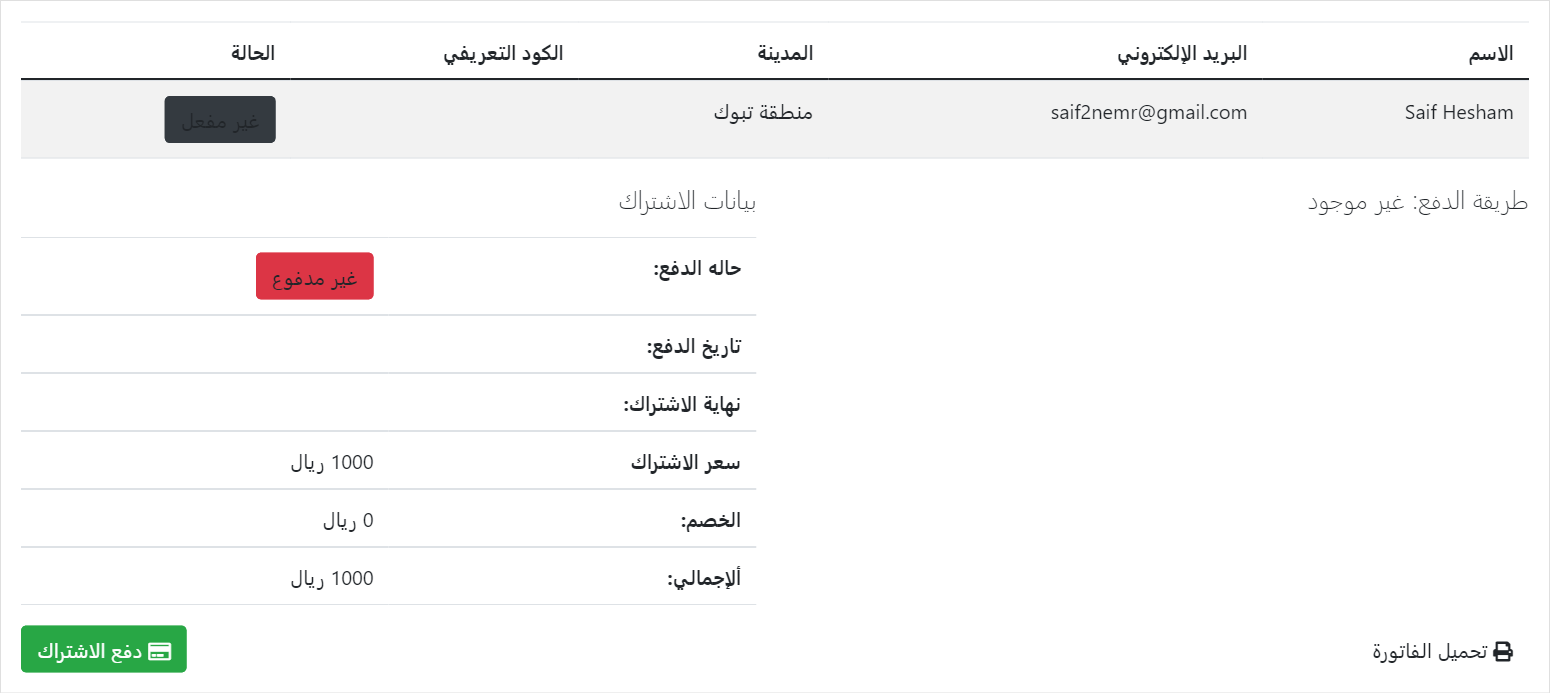 الاسم البريد الإلكتروني المدينة الكود التعريفي الحالة
Saif Hesham saif2nemr@gmail.com منطقة تبوك غير مفعل
طريقة الدفع: غير موجود
بيانات الاشتراك
حاله الدفع: غير مدفوع
تاريخ الدفع:
نهاية الاشتراك:
سعر الاشتراك 1000 ريال
الخصم: 0 ريال
ألإجمالي: 1000 ريال
تحميل الفاتورة
دفع الاشتراك